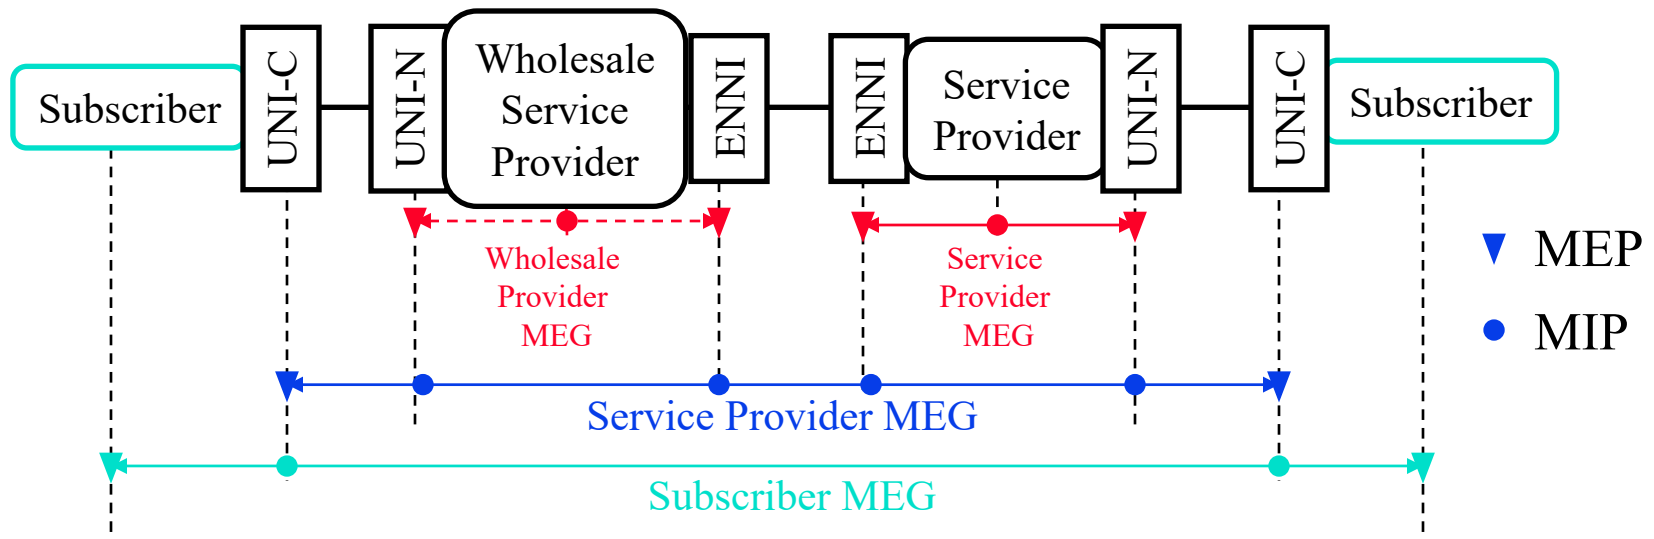 Subscriber
UNI-C
UNI-N
Wholesale
Service
Provider
ENNI
ENNI
Service
Provider
UNI-N
UNI-C
Subscriber
Wholesale
Provider
MEG
Service
Provider
MEG
MEP
MIP
Service Provider MEG
Subscriber MEG